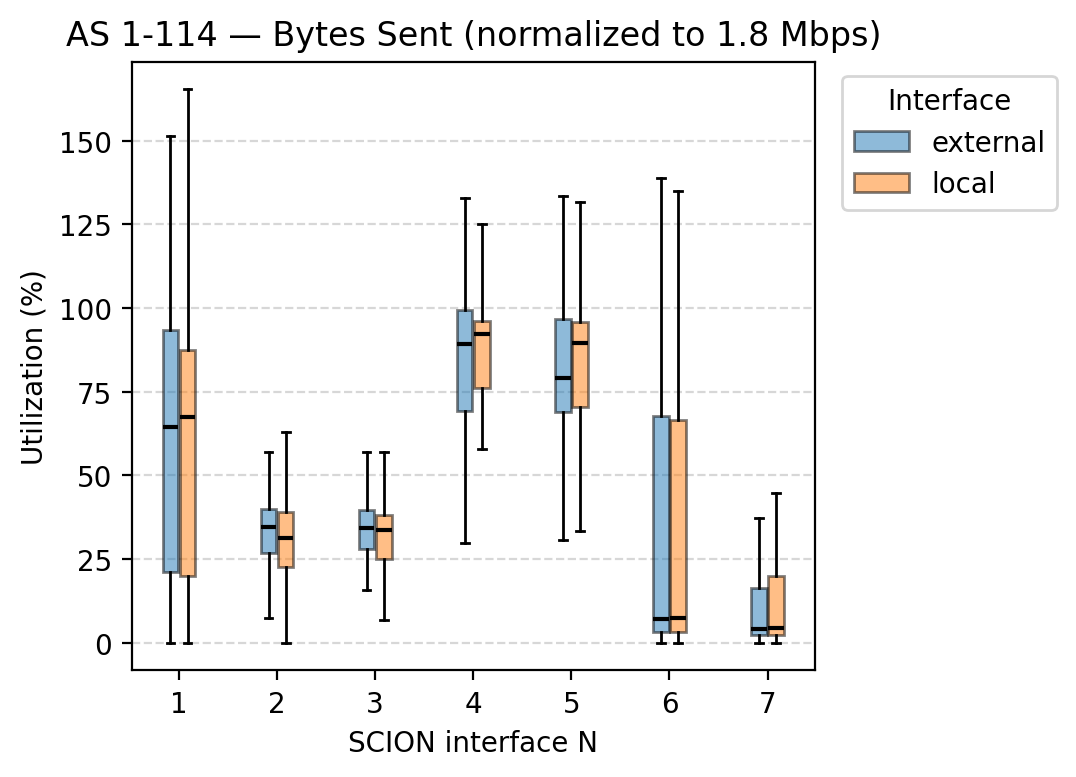 AS 1-114 — Bytes Sent (normalized to 1.8 Mbps)
Interface
external
local
Utilization (%)
150
125
100
75
50
25
0
1 2 3 4 5 6 7
SCION interface N